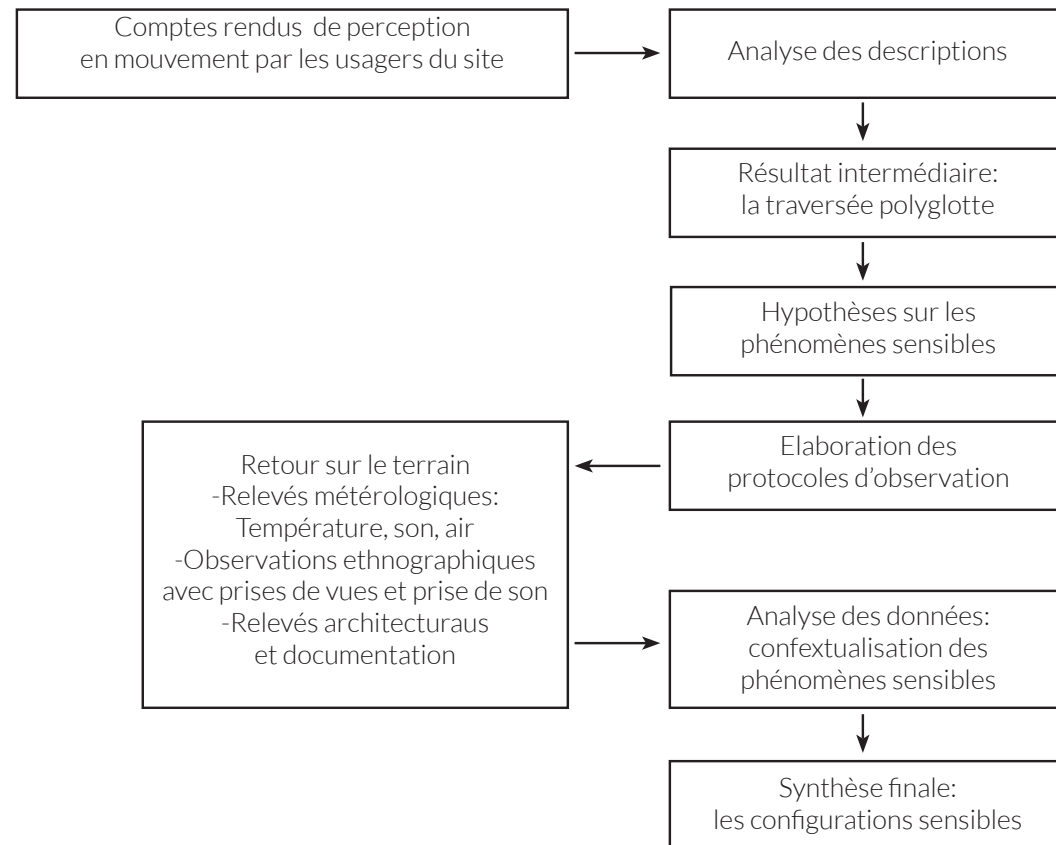 Comptes rendus de perception
en mouvement par les usagers du site
Analyse des descriptions
Résultat intermédiaire:
la traversée polyglotte
Hypothèses sur les
phénomènes sensibles
Elaboration des
protocoles d'observation
Retour sur le terrain
-Relevés métérologiques:
Température, son, air
-Observations ethnographiques
avec prises de vues et prise de son
-Relevés architecturaus
et documentation
Analyse des données:
confextualisation des
phénomènes sensibles
Synthèse finale:
les configurations sensibles